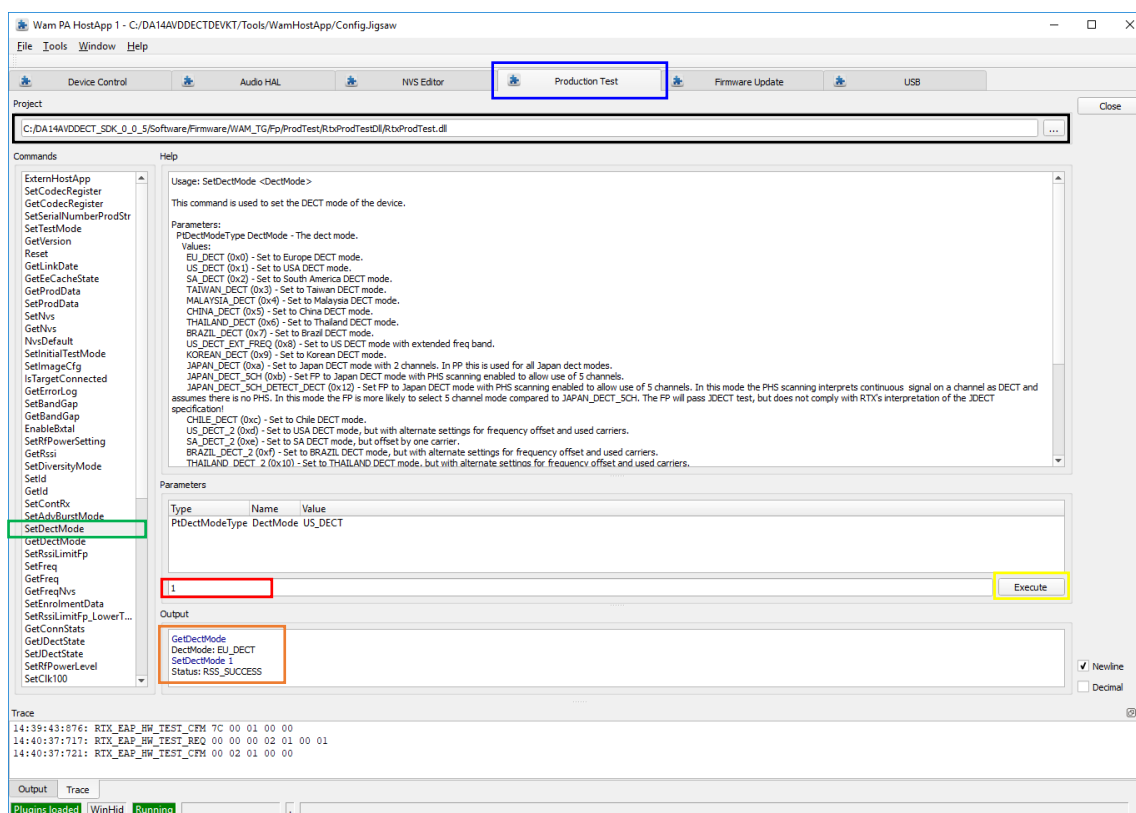 Wam PA HostApp 1 - C:/DA14AVDDECTDEVKT/Tools/WamHostApp/Config.Jigsaw
File Tools Window Help
Device Control Audio HAL NVS Editor Production Test Firmware Update USB
Project
Close
C:/DA14AVDDECT_SDK_0_0_5/Software/Firmware/WAM_TG/Fp/ProdTest/RtxProdTestDll/RtxProdTest.dll ...
Commands
ExternHostApp
SetCodecRegister
GetCodecRegister
SetSerialNumberProdStr
SetTestMode
GetVersion
Reset
GetLinkDate
GetEeCacheState
GetProdData
SetProdData
SetNvs
GetNvs
NvsDefault
SetInitialTestMode
SetImageCfg
IsTargetConnected
GetErrorLog
SetBandGap
GetBandGap
EnableBxtal
SetRfPowerSetting
GetRssi
SetDiversityMode
SetId
GetId
SetContRx
SetAdvBurstMode
SetDectMode
GetDectMode
SetRssiLimitFp
SetFreq
GetFreq
GetFreqNvs
SetEnrolmentData
SetRssiLimitFp_LowerT...
GetConnStats
GetJDectState
SetJDectState
SetRfPowerLevel
SetClk100
Help
Usage: SetDectMode <DectMode>
This command is used to set the DECT mode of the device.
Parameters:
PtDectModeType DectMode - The dect mode.
Values:
EU_DECT (0x0) - Set to Europe DECT mode.
US_DECT (0x1) - Set to USA DECT mode.
SA_DECT (0x2) - Set to South America DECT mode.
TAIWAN_DECT (0x3) - Set to Taiwan DECT mode.
MALAYSIA_DECT (0x4) - Set to Malaysia DECT mode.
CHINA_DECT (0x5) - Set to China DECT mode.
THAILAND_DECT (0x6) - Set to Thailand DECT mode.
BRAZIL_DECT (0x7) - Set to Brazil DECT mode.
US_DECT_EXT_FREQ (0x8) - Set to US DECT mode with extended freq band.
KOREAN_DECT (0x9) - Set to Korean DECT mode.
JAPAN_DECT (0xa) - Set to Japan DECT mode with 2 channels. In PP this is used for all Japan dect modes.
JAPAN_DECT_5CH (0xb) - Set FP to Japan DECT mode with PHS scanning enabled to allow use of 5 channels.
JAPAN_DECT_5CH_DETECT_DECT (0x12) - Set FP to Japan DECT mode with PHS scanning enabled to allow use of 5 channels. In this mode the PHS scanning interprets continuous signal on a channel as DECT and
assumes there is no PHS. In this mode the FP is more likely to select 5 channel mode compared to JAPAN_DECT_5CH. The FP will pass JDECT test, but does not comply with RTX's interpretation of the JDECT
specification!
CHILE_DECT (0xc) - Set to Chile DECT mode.
US_DECT_2 (0xd) - Set to USA DECT mode, but with alternate settings for frequency offset and used carriers.
SA_DECT_2 (0xe) - Set to SA DECT mode, but offset by one carrier.
BRAZIL_DECT_2 (0xf) - Set to BRAZIL DECT mode, but with alternate settings for frequency offset and used carriers.
THAILAND_DECT_2 (0x10) - Set to THAILAND DECT mode, but with alternate settings for frequency offset and used carriers.
Parameters
Type Name Value
PtDectModeType DectMode US_DECT
1 Execute
Output
GetDectMode
DectMode: EU_DECT
SetDectMode 1
Status: RSS_SUCCESS
Newline
Decimal
Trace
14:39:43:876: RTX_EAP_HW_TEST_CFM 7C 00 01 00 00
14:40:37:717: RTX_EAP_HW_TEST_REQ 00 00 00 02 01 00 01
14:40:37:721: RTX_EAP_HW_TEST_CFM 00 02 01 00 00
Output Trace
Plugins loaded WinHid Running